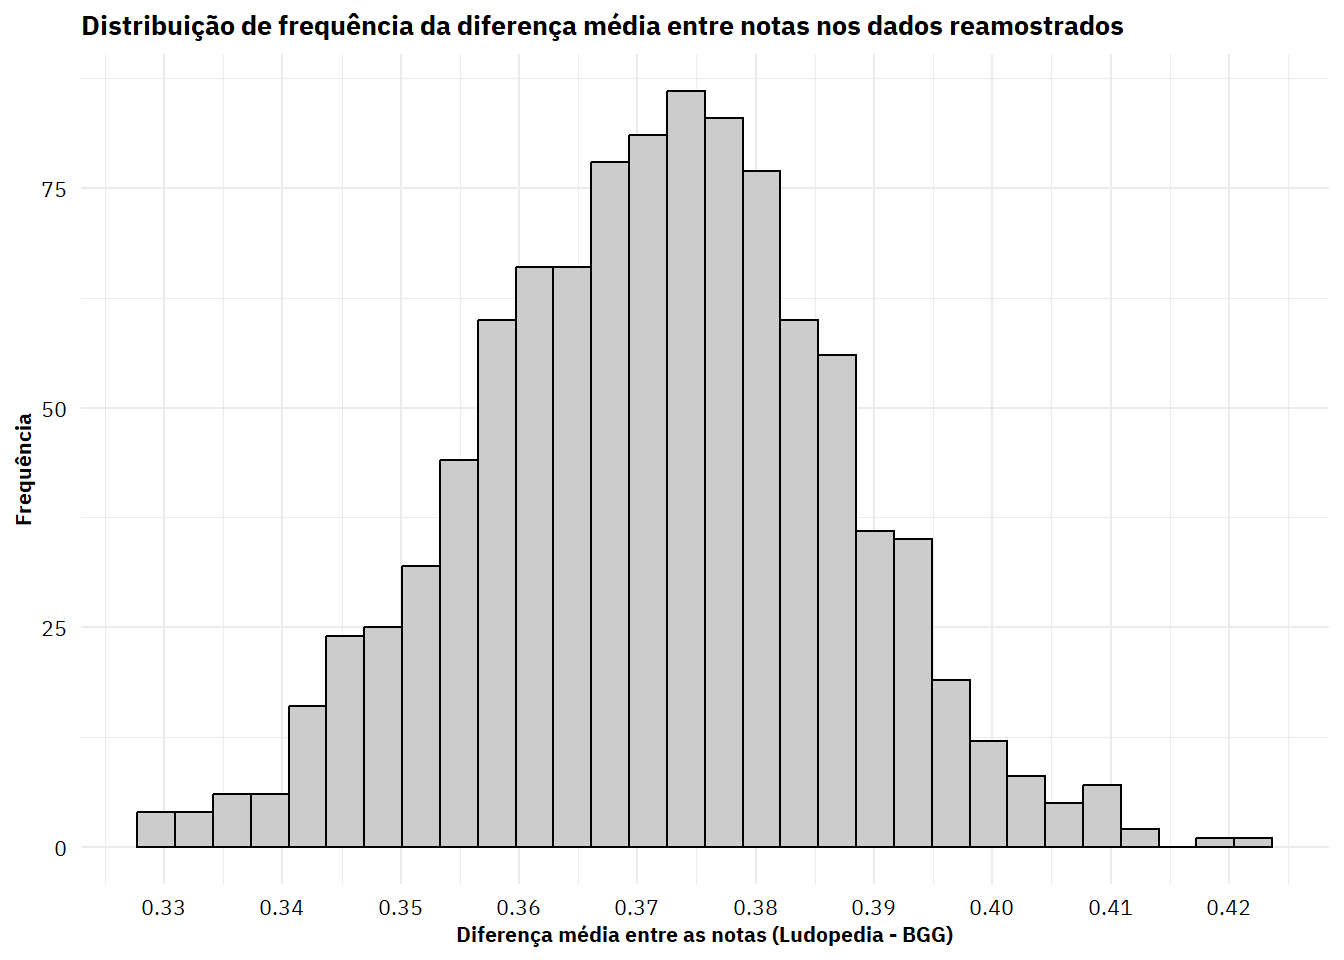 Distribuição de frequência da diferença média entre notas nos dados reamostrados
Frequência
75
50
25
0
0.33 0.34 0.35 0.36 0.37 0.38 0.39 0.40 0.41 0.42
Diferença média entre as notas (Ludopedia - BGG)